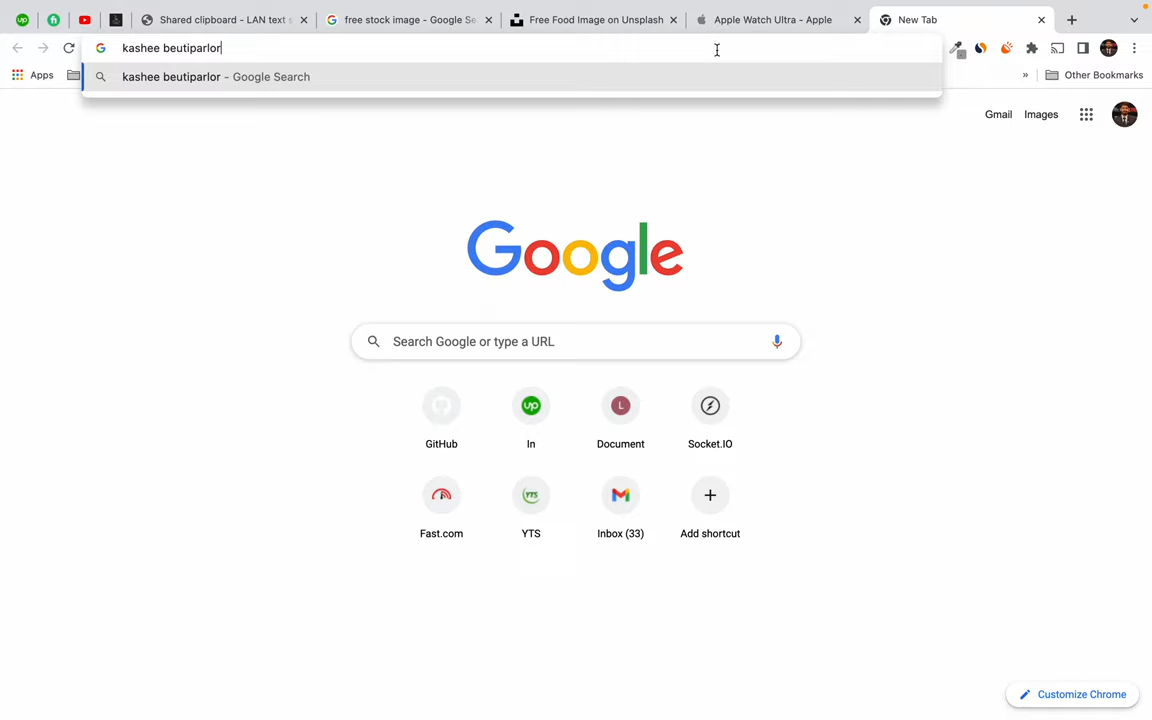 Shared clipboard - LAN text s
free stock image - Google Se
Free Food Image on Unsplash
Apple Watch Ultra - Apple
New Tab
kashee beutiparlor
Apps
kashee beutiparlor - Google Search
»
Other Bookmarks
Gmail
Images
Google
Search Google or type a URL
up
L
GitHub
In
Document
Socket.IO
YTS
Fast.com
YTS
Inbox (33)
Add shortcut
Customize Chrome